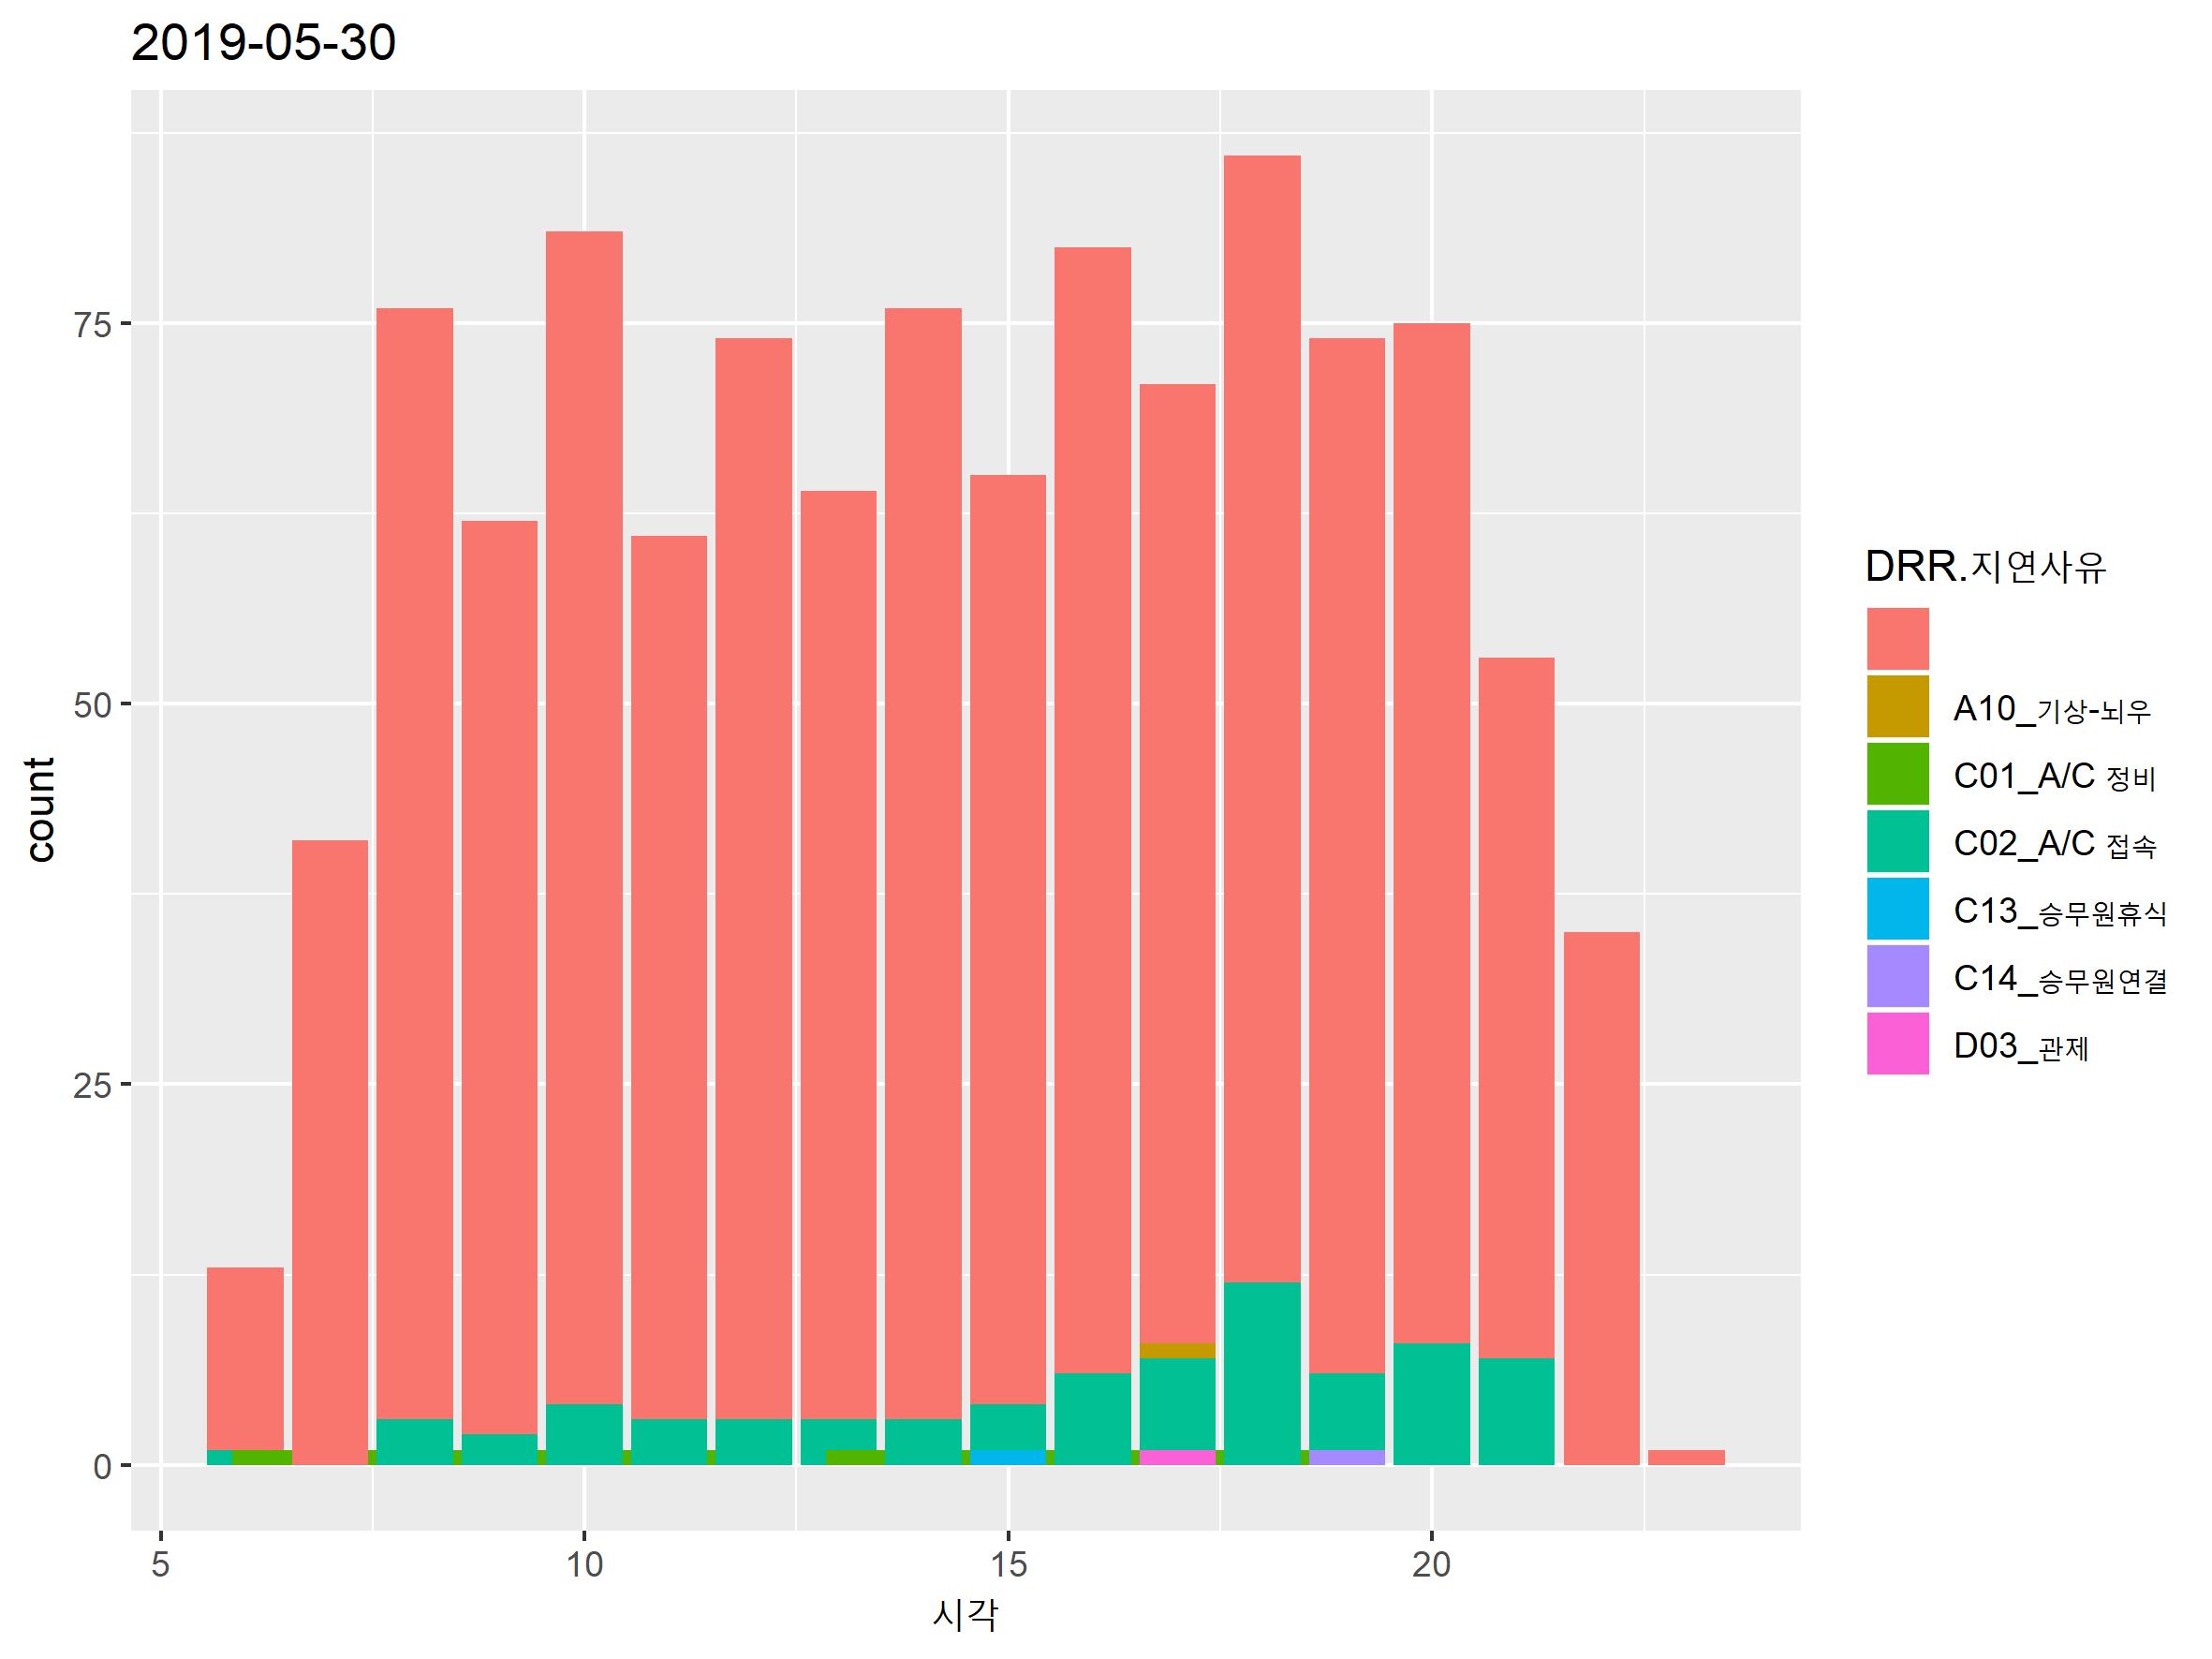 2019-05-30
75
50
25
0
count
5
10
15
20
시각
DRR.지연사유
A10_기상-뇌우
C01_A/C 정비
C02_A/C 접속
C13_승무원휴식
C14_승무원연결
D03_관제